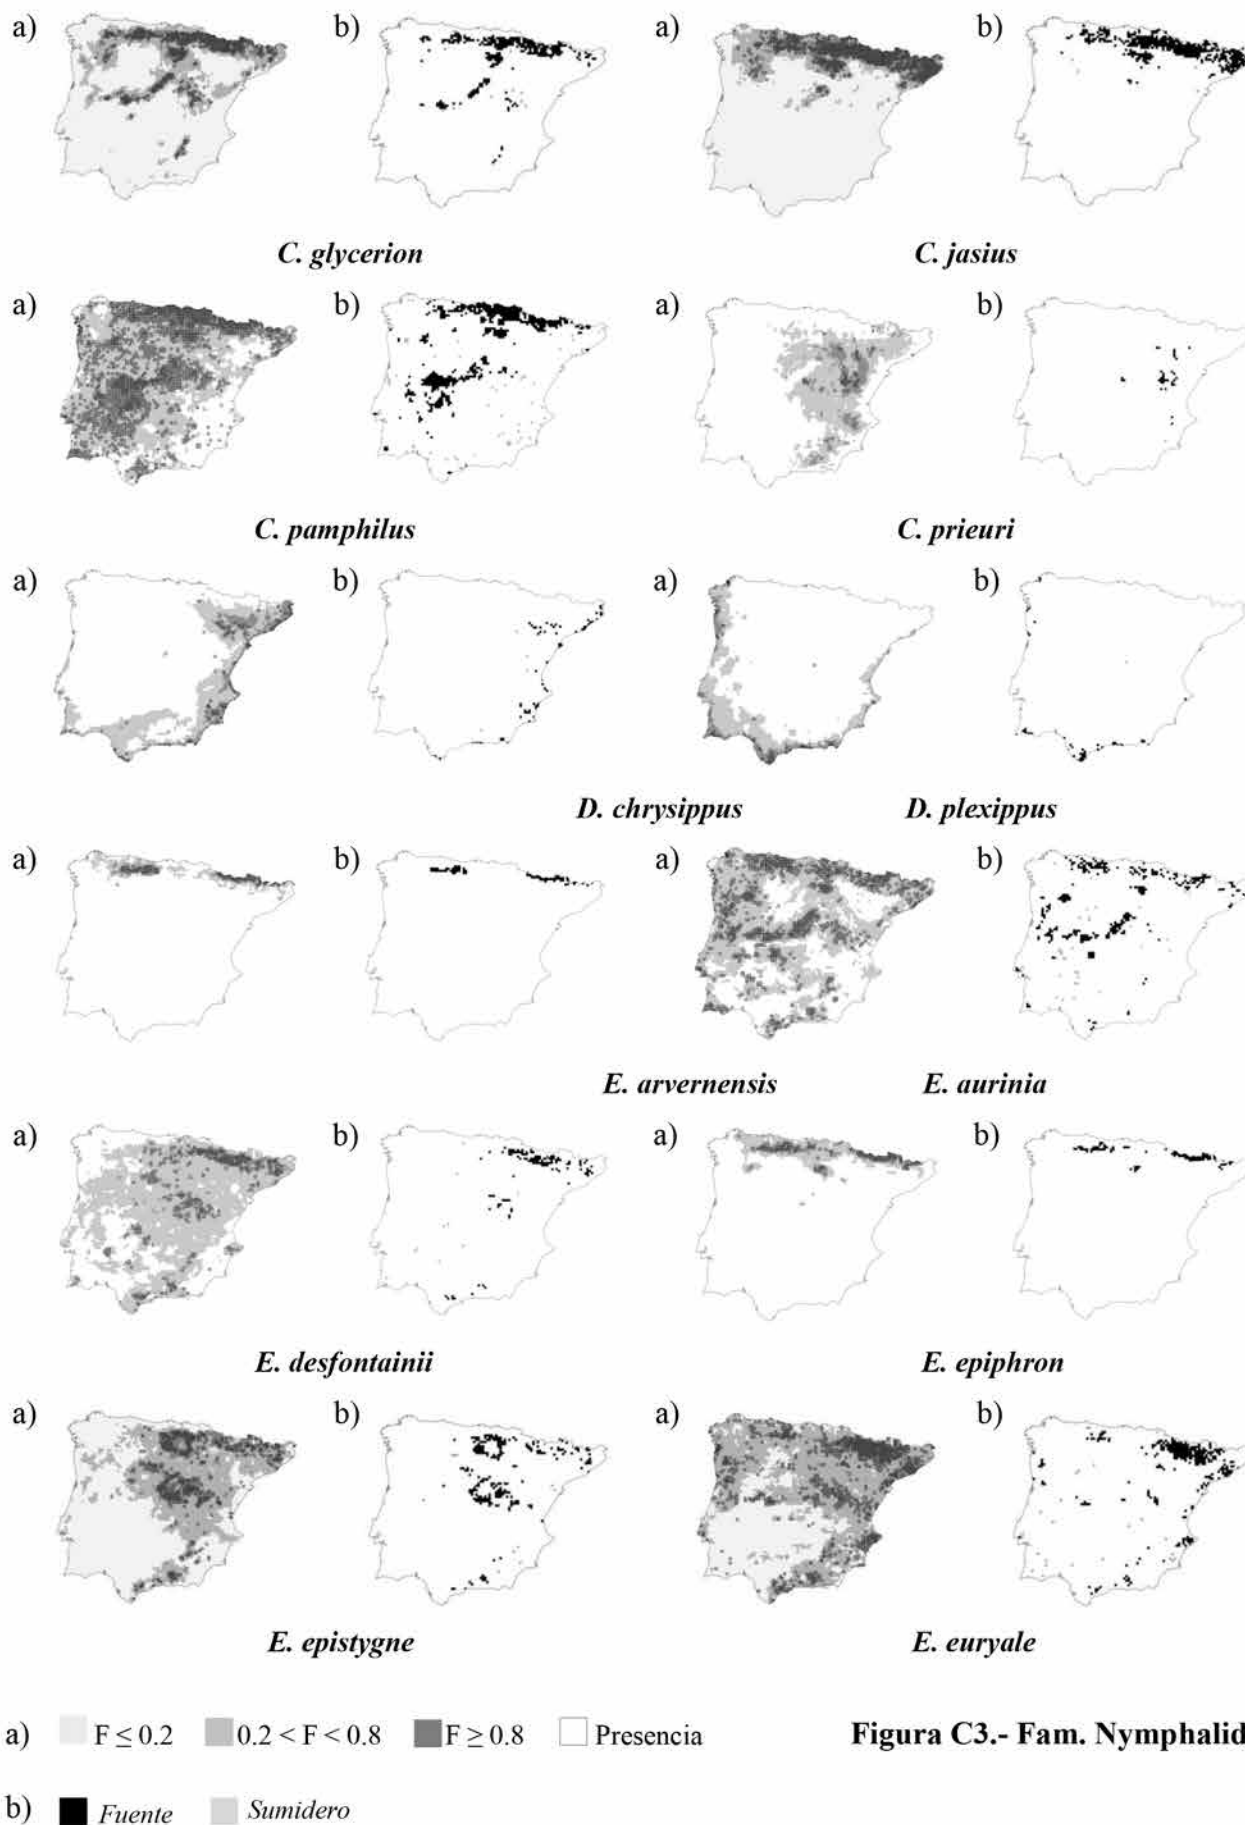 a) b) a) b)
C. glycerion C. jasius
a) b) a) b)
C. pamphilus C. prieuri
a) b) a) b)
D. chrysippus D. plexippus
a) b) a) b)
E. arvernensis E. aurinia
a) b) a) b)
E. desfontainii E. epiphron
a) b) a) b)
E. epistygne E. euryale
a) F ≤ 0.2 0.2 < F < 0.8 F ≥ 0.8 Presencia Figura C3.- Fam. Nymphalid
b) Fuente Sumidero